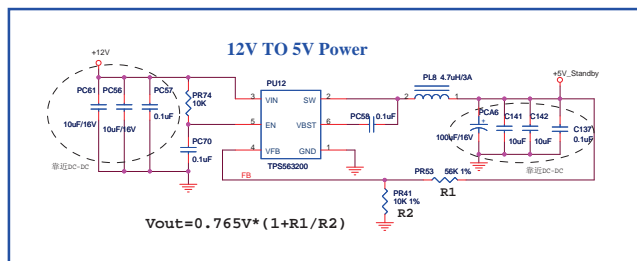 12V TO 5V Power
+12V
PC61
10uF/16V
PC56
10uF/16V
PC57
0.1uF
靠近DC-DC
PR74
10K
PC70
0.1uF
PU12
3 VIN
5 EN
4 VFB
SW 2
VBST 6
GND 1
TPS563200
PC58
0.1uF
PL8 4.7uH/3A
2 1
+5V_Standby
PCA6
+
100uF/16V
C141
10uF
C142
10uF
C137
0.1uF
靠近DC-DC
FB
PR53 56K 1%
R1
PR41
10K 1%
R2
Vout=0.765V*(1+R1/R2)